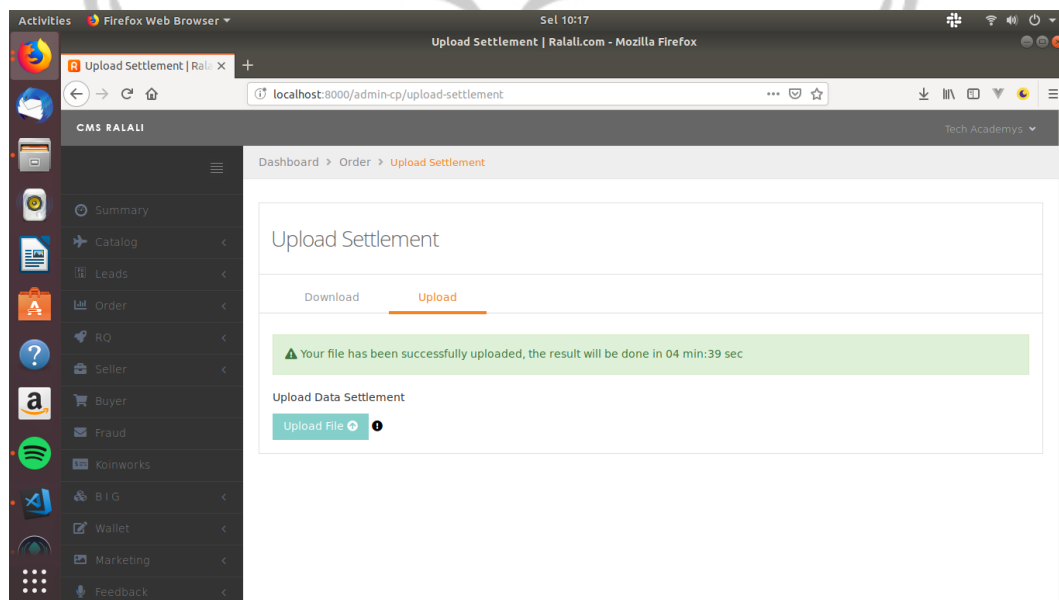 Activities Firefox Web Browser Sel 10:17
Upload Settlement | Ralali.com - Mozilla Firefox
Upload Settlement | Rala
localhost:8000/admin-cp/upload-settlement
CMS RALALI Tech Academys
Dashboard > Order > Upload Settlement
Summary
Catalog
Leads
Order
RQ
Seller
Buyer
Fraud
Koinworks
BIG
Wallet
Marketing
Feedback
Upload Settlement
Download Upload
Your file has been successfully uploaded, the result will be done in 04 min:39 sec
Upload Data Settlement
Upload File